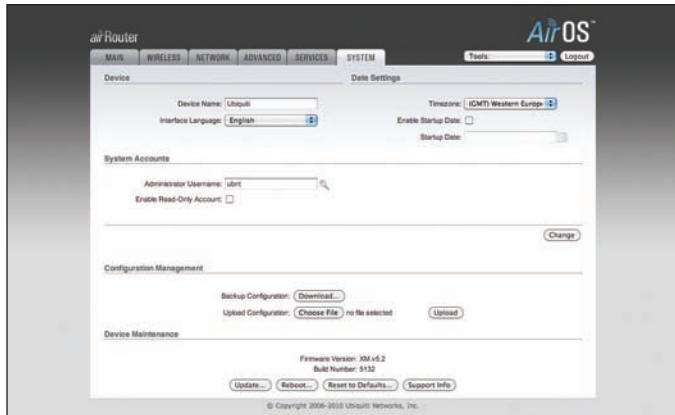 airRouter
AirOS™
MAIN WIRELESS NETWORK ADVANCED SERVICES SYSTEM Tools: Logout
Device Date Settings
Device Name: Ubiquiti Timezone: (GMT) Western Europ
Interface Language: English Enable Startup Date:
Startup Date:
System Accounts
Administrator Username: ubnt
Enable Read-Only Account:
Change
Configuration Management
Backup Configuration: Download...
Upload Configuration: Choose File no file selected Upload
Device Maintenance
Firmware Version: XM.v5.2
Build Number: 5132
Update... Reboot... Reset to Defaults... Support Info
© Copyright 2006-2010 Ubiquiti Networks, Inc.